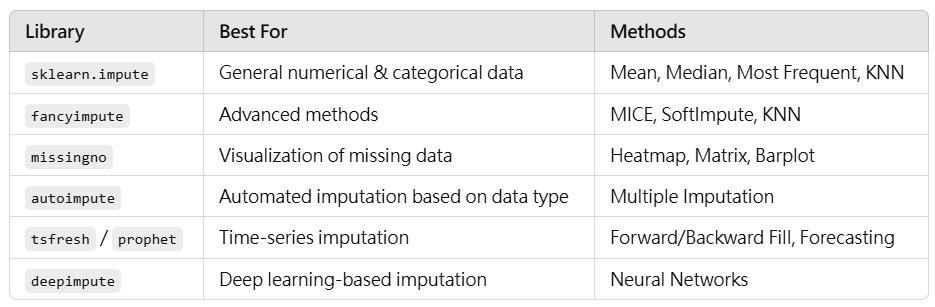 Library Best For Methods
sklearn.impute General numerical & categorical data Mean, Median, Most Frequent, KNN
fancyimpute Advanced methods MICE, SoftImpute, KNN
missingno Visualization of missing data Heatmap, Matrix, Barplot
autoimpute Automated imputation based on data type Multiple Imputation
tsfresh / prophet Time-series imputation Forward/Backward Fill, Forecasting
deepimpute Deep learning-based imputation Neural Networks